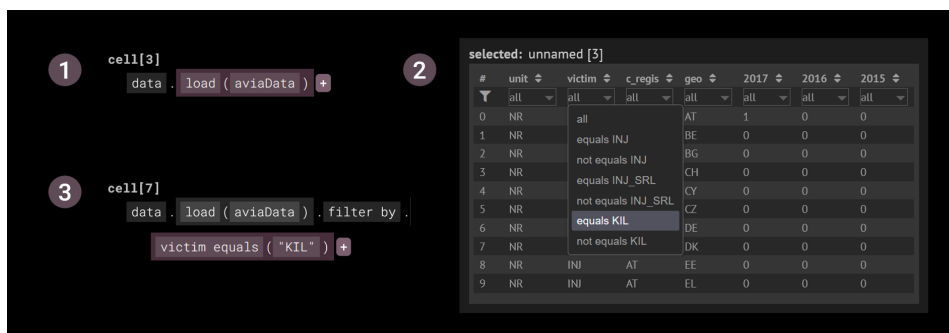 1
cell[3]
data . load ( aviaData ) +
2
selected: unnamed [3]
# unit victim c_regis geo 2017 2016 2015
all all all all all all all
0 NR AT 1 0 0
1 NR BE 0 0 0
2 NR BG 0 0 0
3 NR CH 0 0 0
4 NR CY 0 0 0
5 NR CZ 0 0 0
6 NR DE 0 0 0
7 NR DK 0 0 0
8 NR INJ AT EE 0 0 0
9 NR INJ AT EL 0 0 0
all
equals INJ
not equals INJ
equals INJ_SRL
not equals INJ_SRL
equals KIL
not equals KIL
3
cell[7]
data . load ( aviaData ) . filter by .
victim equals ( "KIL" ) +